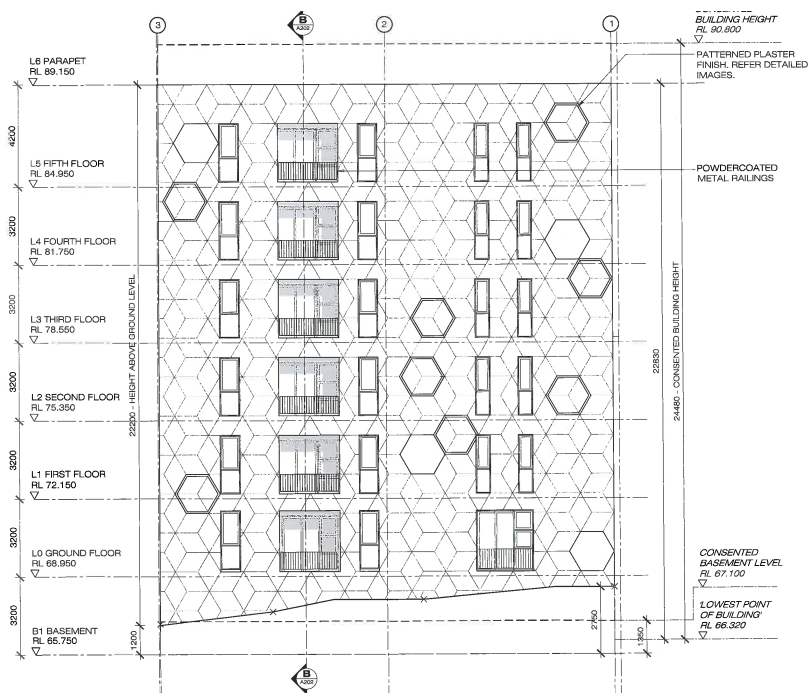 3
B
A202
2
1
BUILDING HEIGHT
RL 90.800
L6 PARAPET
RL 89.150
PATTERNED PLASTER
FINISH. REFER DETAILED
IMAGES.
4200
L5 FIFTH FLOOR
RL 84.950
POWDERCOATED
METAL RAILINGS
3200
L4 FOURTH FLOOR
RL 81.750
3200
L3 THIRD FLOOR
RL 78.550
22200 - HEIGHT ABOVE GROUND LEVEL
22830
24480 - CONSENTED BUILDING HEIGHT
3200
L2 SECOND FLOOR
RL 75.350
3200
L1 FIRST FLOOR
RL 72.150
3200
L0 GROUND FLOOR
RL 68.950
CONSENTED
BASEMENT LEVEL
RL 67.100
3200
'LOWEST POINT
OF BUILDING'
RL 66.320
B1 BASEMENT
RL 65.750
1200
2750
1350
B
A202